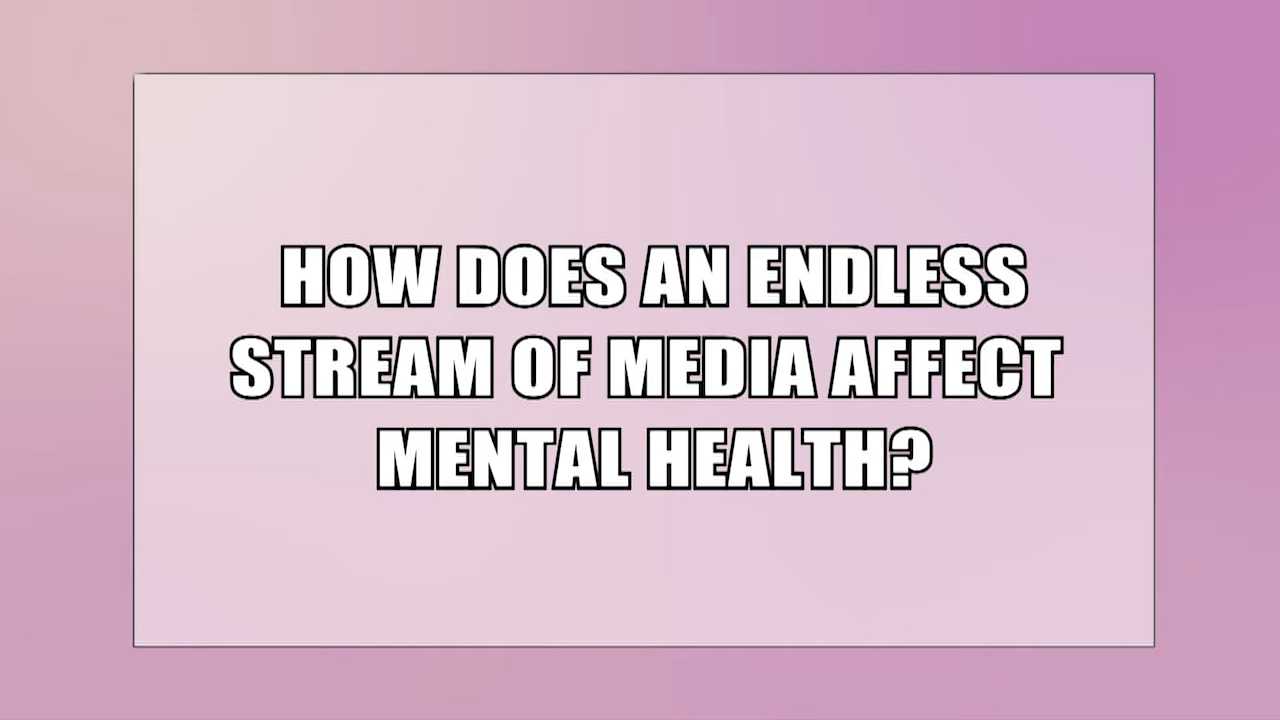 HOW DOES AN ENDLESS
STREAM OF MEDIA AFFECT
MENTAL HEALTH?